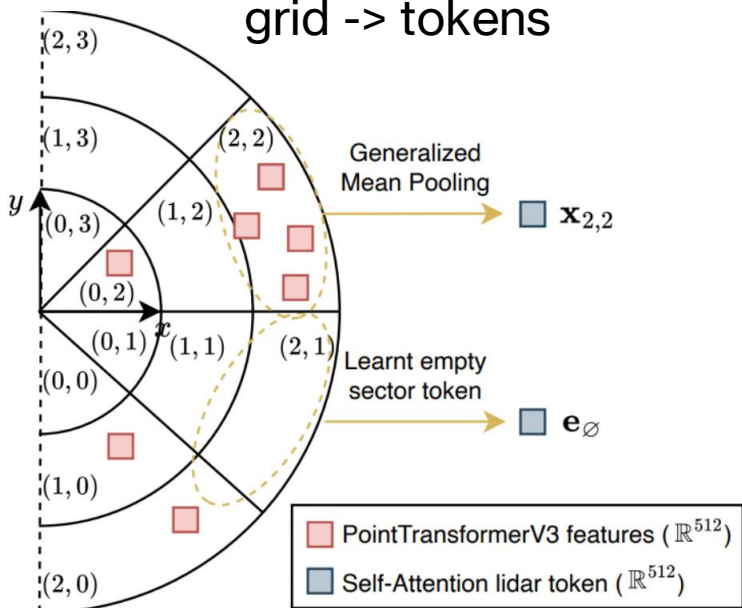 grid -> tokens
(2, 3)
(1, 3)
(2, 2)
Generalized
Mean Pooling
y
(0, 3)
(1, 2)
x₂,₂
(0, 2)
x
(0, 1)
(1, 1)
(2, 1)
Learnt empty
sector token
(0, 0)
e∅
(1, 0)
PointTransformerV3 features ( ℝ⁵¹² )
(2, 0)
Self-Attention lidar token ( ℝ⁵¹² )